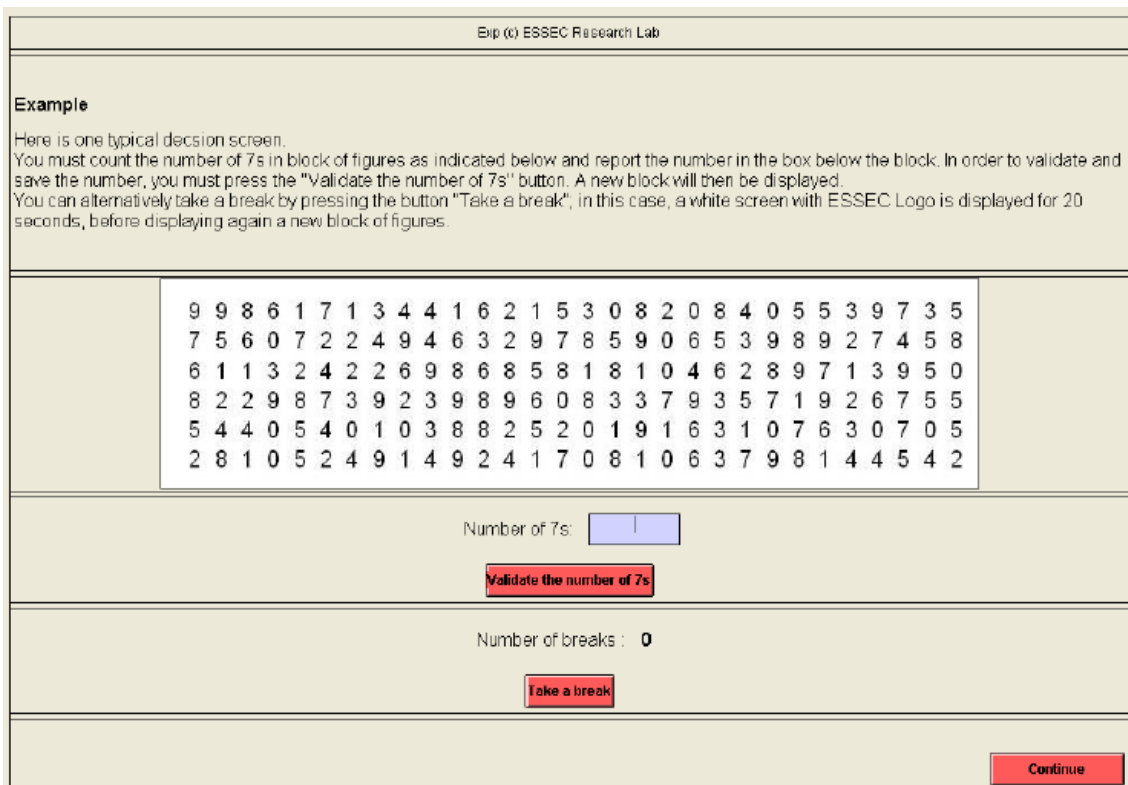 Exp (c) ESSEC Research Lab
Example
Here is one typical decsion screen.
You must count the number of 7s in block of figures as indicated below and report the number in the box below the block. In order to validate and
save the number, you must press the "Validate the number of 7s" button. A new block will then be displayed.
You can alternatively take a break by pressing the button "Take a break"; in this case, a white screen with ESSEC Logo is displayed for 20
seconds, before displaying again a new block of figures.
9 9 8 6 1 7 1 3 4 4 1 6 2 1 5 3 0 8 2 0 8 4 0 5 5 3 9 7 3 5
7 5 6 0 7 2 2 4 9 4 6 3 2 9 7 8 5 9 0 6 5 3 9 8 9 2 7 4 5 8
6 1 1 3 2 4 2 2 6 9 8 6 8 5 8 1 8 1 0 4 6 2 8 9 7 1 3 9 5 0
8 2 2 9 8 7 3 9 2 3 9 8 9 6 0 8 3 3 7 9 3 5 7 1 9 2 6 7 5 5
5 4 4 0 5 4 0 1 0 3 8 8 2 5 2 0 1 9 1 6 3 1 0 7 6 3 0 7 0 5
2 8 1 0 5 2 4 9 1 4 9 2 4 1 7 0 8 1 0 6 3 7 9 8 1 4 4 5 4 2
Number of 7s:
Validate the number of 7s
Number of breaks : 0
Take a break
Continue